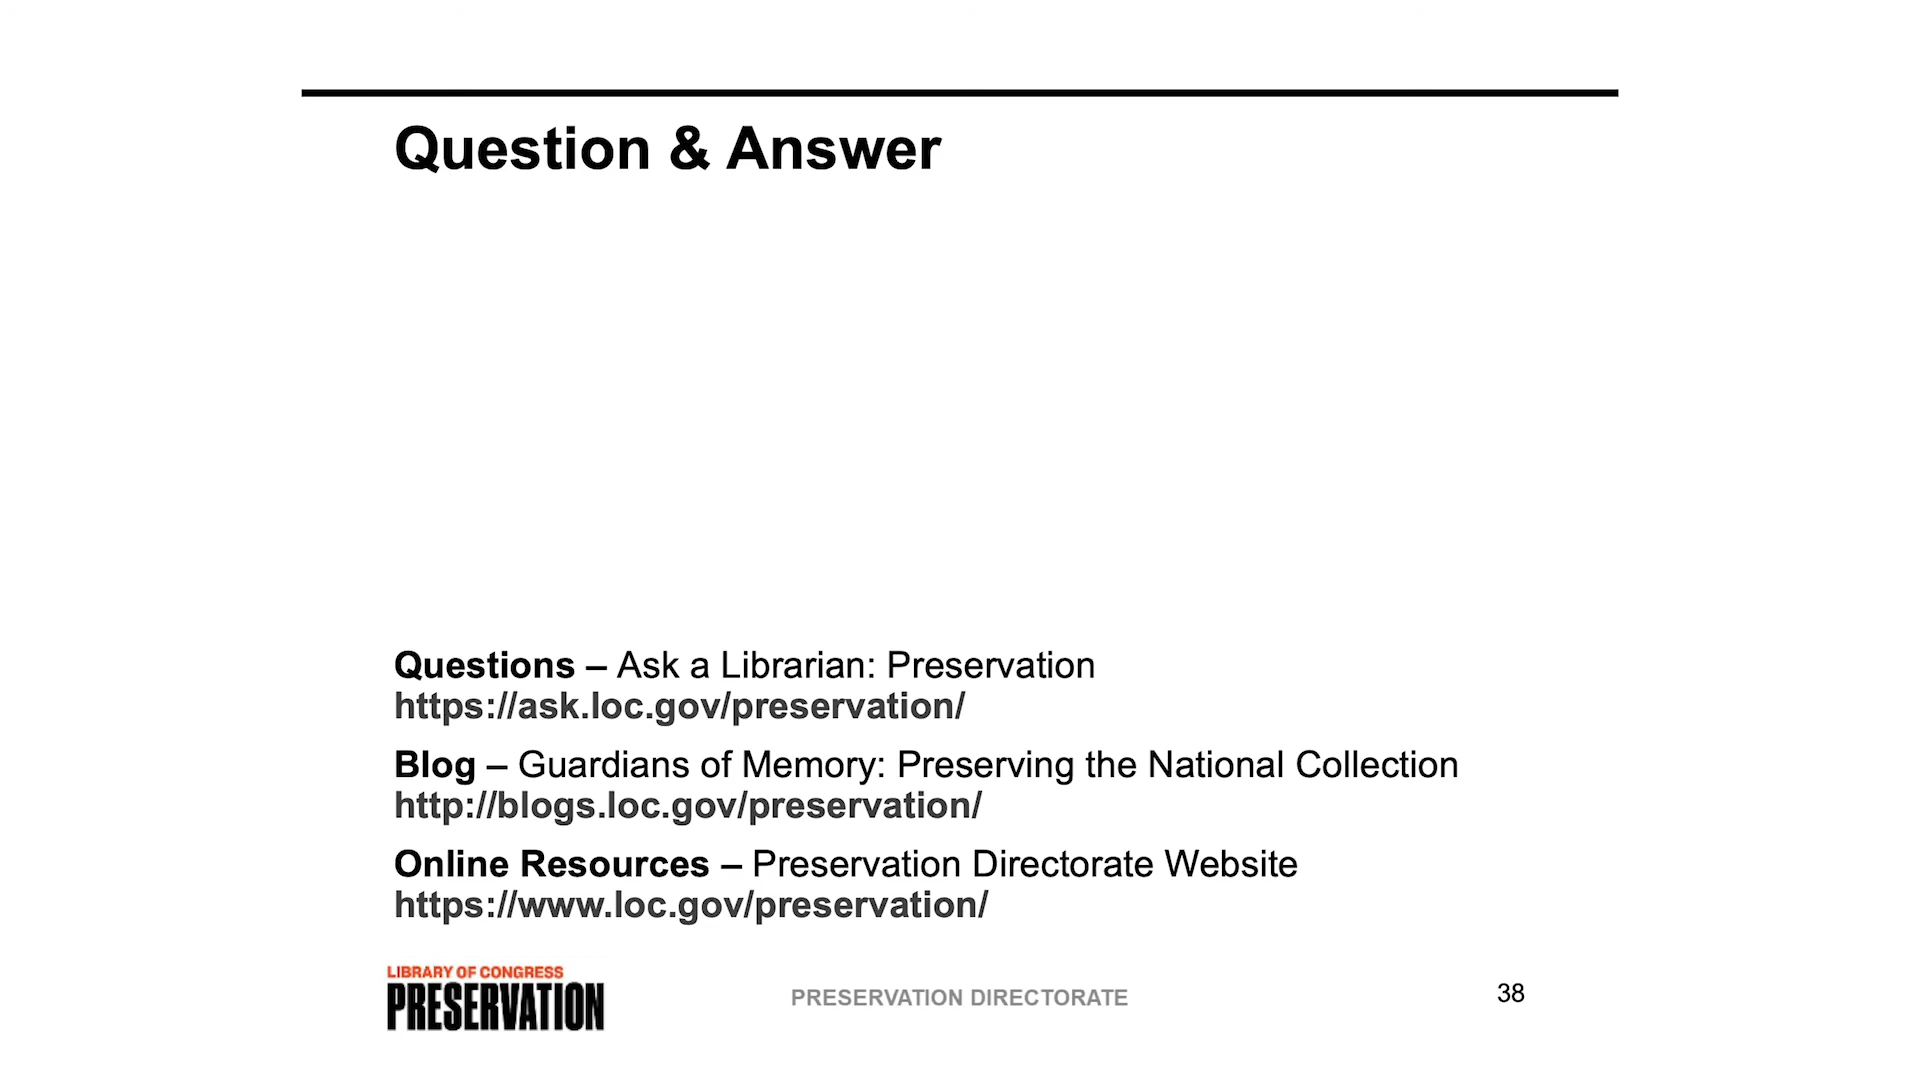 Question & Answer
Questions – Ask a Librarian: Preservation
https://ask.loc.gov/preservation/
Blog – Guardians of Memory: Preserving the National Collection
http://blogs.loc.gov/preservation/
Online Resources – Preservation Directorate Website
https://www.loc.gov/preservation/
LIBRARY OF CONGRESS
PRESERVATION
PRESERVATION DIRECTORATE
38